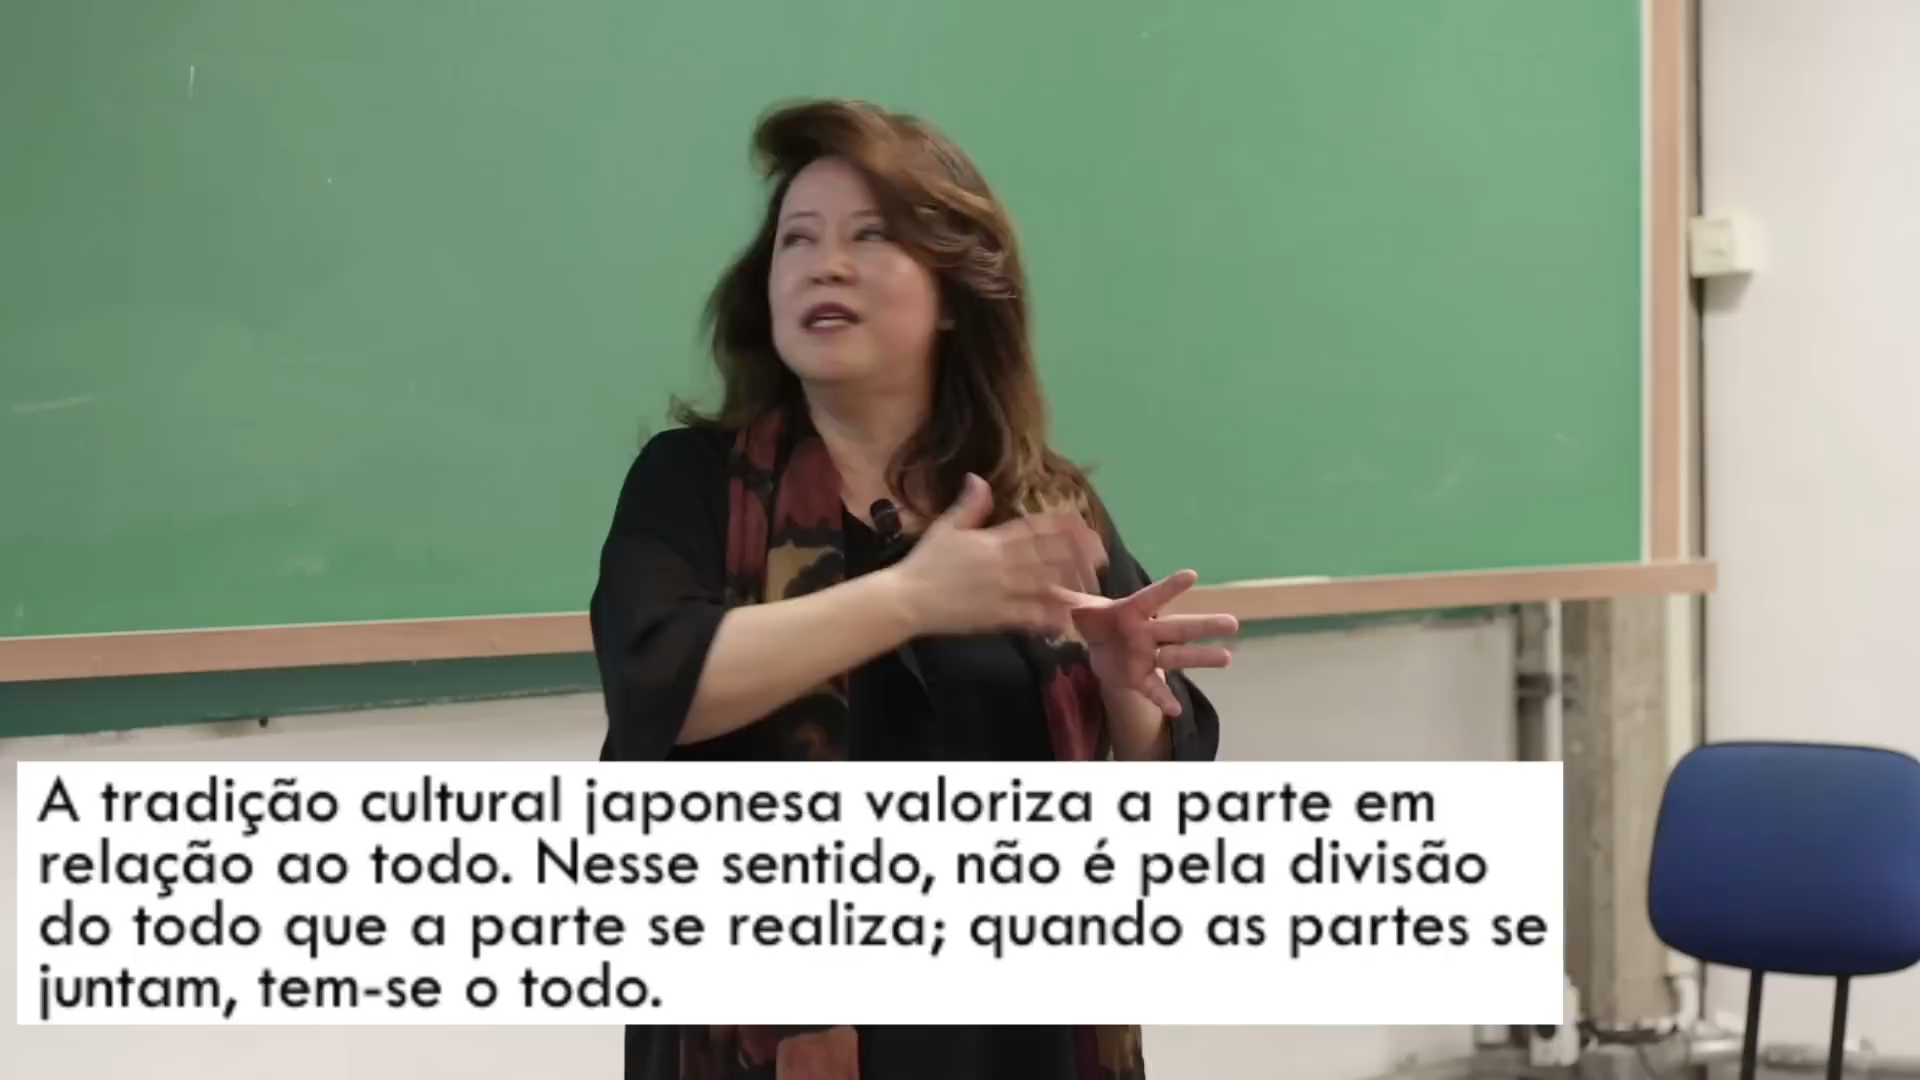 A tradição cultural japonesa valoriza a parte em
relação ao todo. Nesse sentido, não é pela divisão
do todo que a parte se realiza; quando as partes se
juntam, tem-se o todo.